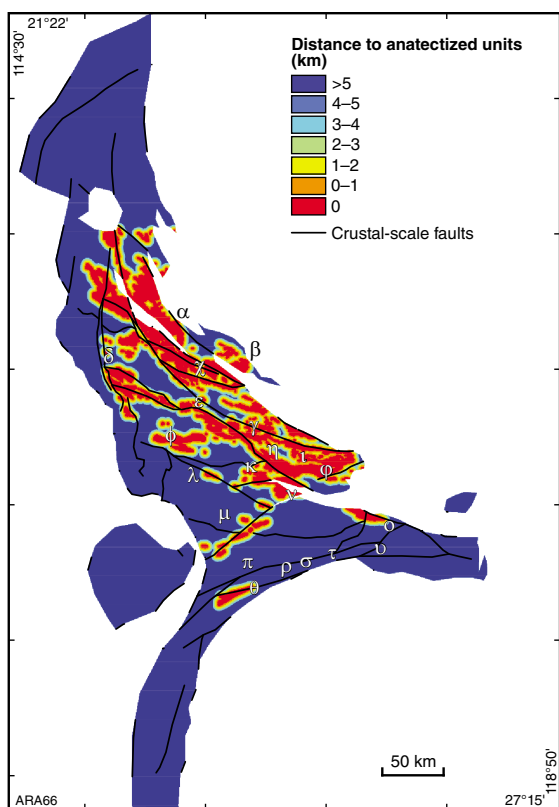 21°22'
114°30'
Distance to anatectized units
(km)
>5
4–5
3–4
2–3
1–2
0–1
0
Crustal-scale faults
α
β
χ
δ
ε
γ
ϕ
η
ι
κ
φ
λ
ν
μ
ο
π
ρ
σ
τ
υ
θ
50 km
ARA66
27°15'
118°50'